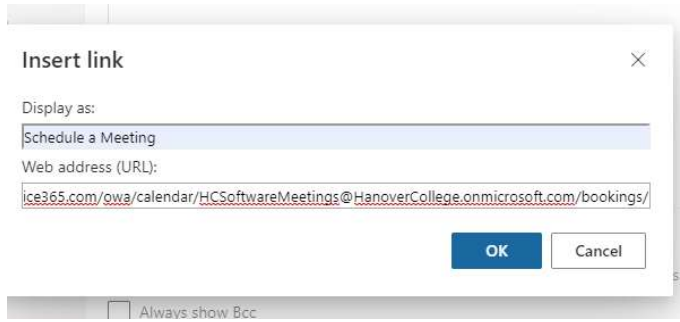 Insert link
Display as:
Schedule a Meeting
Web address (URL):
ice365.com/owa/calendar/HCSoftwareMeetings@HanoverCollege.onmicrosoft.com/bookings/
OK Cancel
Always show Bcc